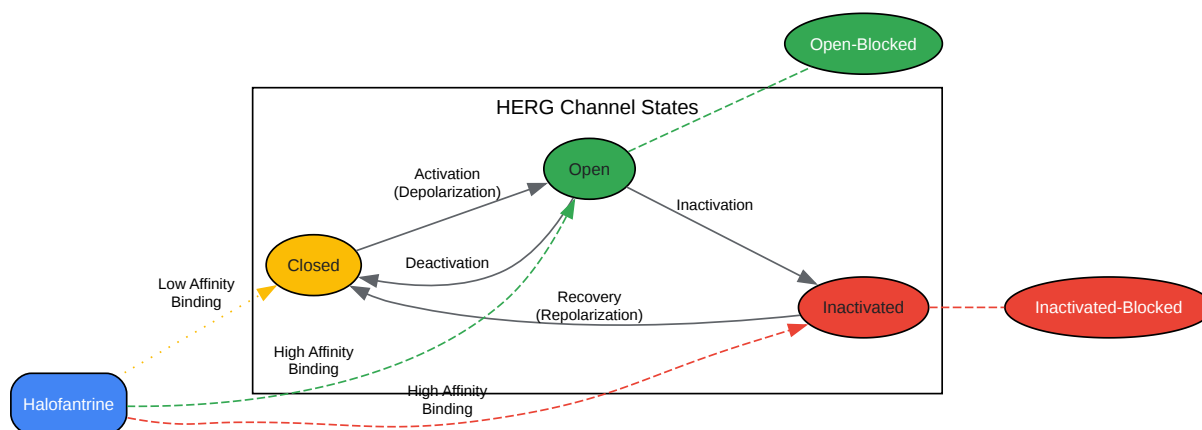 Open-Blocked
HERG Channel States
Open
Activation
(Depolarization)
Inactivation
Closed
Deactivation
Low Affinity
Binding
Recovery
(Repolarization)
Inactivated
Inactivated-Blocked
High Affinity
Binding
High Affinity
Binding
Halofantrine